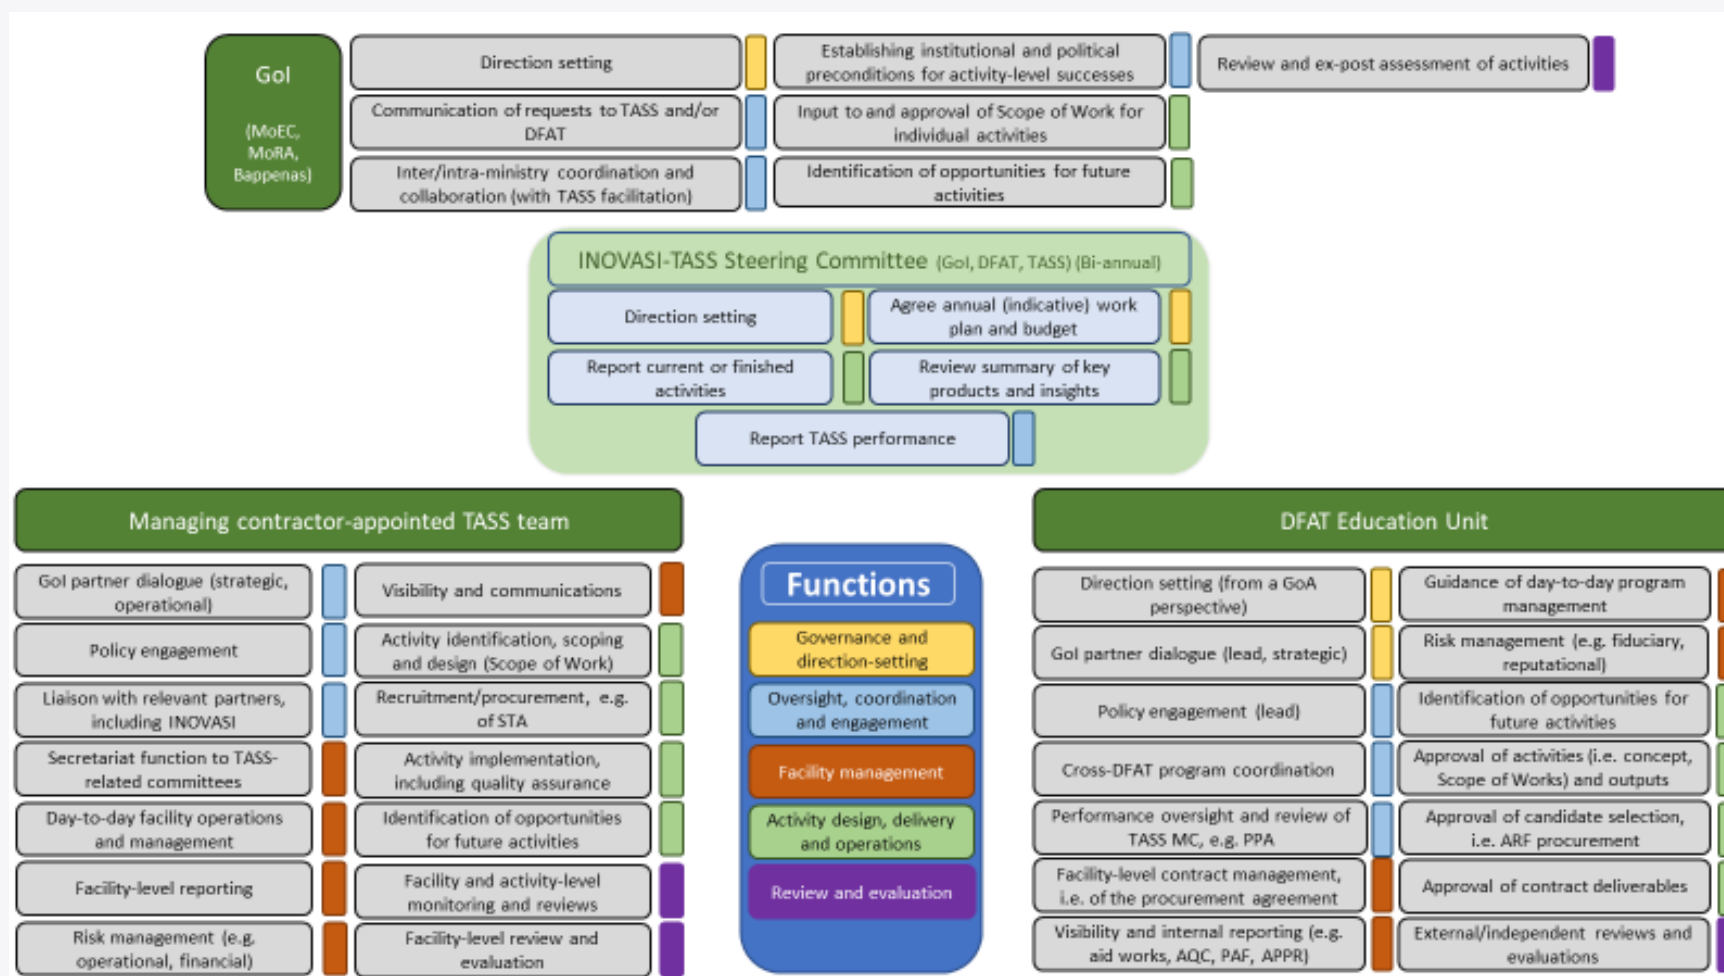 GoI
(MoEC,
MoRA,
Bappenas)
Direction setting
Establishing institutional and political
preconditions for activity-level successes
Review and ex-post assessment of activities
Communication of requests to TASS and/or
DFAT
Input to and approval of Scope of Work for
individual activities
Inter/intra-ministry coordination and
collaboration (with TASS facilitation)
Identification of opportunities for future
activities
INOVASI-TASS Steering Committee (GoI, DFAT, TASS) (Bi-annual)
Direction setting
Agree annual (indicative) work
plan and budget
Report current or finished
activities
Review summary of key
products and insights
Report TASS performance
Managing contractor-appointed TASS team
GoI partner dialogue (strategic,
operational)
Visibility and communications
Policy engagement
Activity identification, scoping
and design (Scope of Work)
Liaison with relevant partners,
including INOVASI
Recruitment/procurement, e.g.
of STA
Secretariat function to TASS-
related committees
Activity implementation,
including quality assurance
Day-to-day facility operations
and management
Identification of opportunities
for future activities
Facility-level reporting
Facility and activity-level
monitoring and reviews
Risk management (e.g.
operational, financial)
Facility-level review and
evaluation
Functions
Governance and
direction-setting
Oversight, coordination
and engagement
Facility management
Activity design, delivery
and operations
Review and evaluation
DFAT Education Unit
Direction setting (from a GoA
perspective)
Guidance of day-to-day program
management
GoI partner dialogue (lead, strategic)
Risk management (e.g. fiduciary,
reputational)
Policy engagement (lead)
Identification of opportunities for
future activities
Cross-DFAT program coordination
Approval of activities (i.e. concept,
Scope of Works) and outputs
Performance oversight and review of
TASS MC, e.g. PPA
Approval of candidate selection,
i.e. ARF procurement
Facility-level contract management,
i.e. of the procurement agreement
Approval of contract deliverables
Visibility and internal reporting (e.g.
aid works, AQC, PAF, APPR)
External/independent reviews and
evaluations